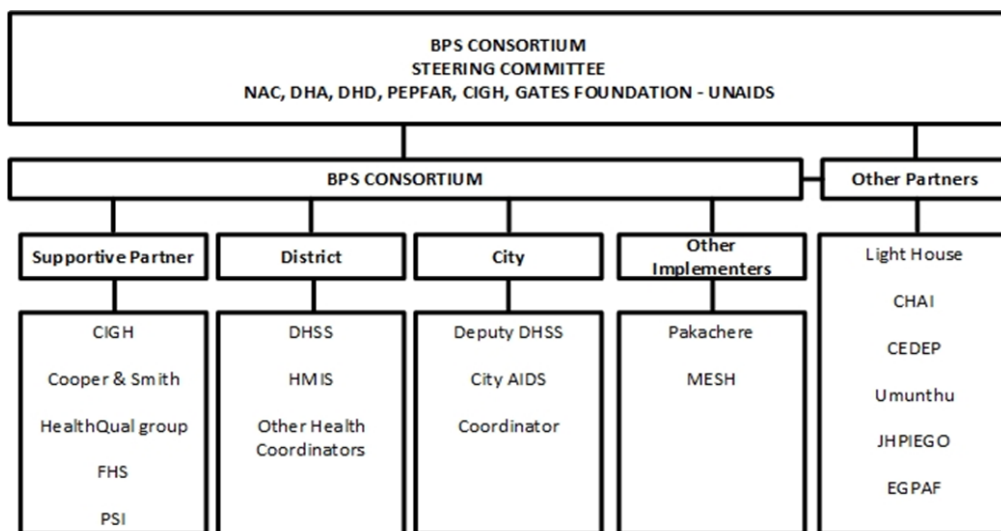 BPS CONSORTIUM
STEERING COMMITTEE
NAC, DHA, DHD, PEPFAR, CIGH, GATES FOUNDATION - UNAIDS
BPS CONSORTIUM
Other Partners
Supportive Partner
District
City
Other
Implementers
CIGH
Cooper & Smith
HealthQual group
FHS
PSI
DHSS
HMIS
Other Health
Coordinators
Deputy DHSS
City AIDS
Coordinator
Pakachere
MESH
Light House
CHAI
CEDEP
Umunthu
JHPIEGO
EGPAF